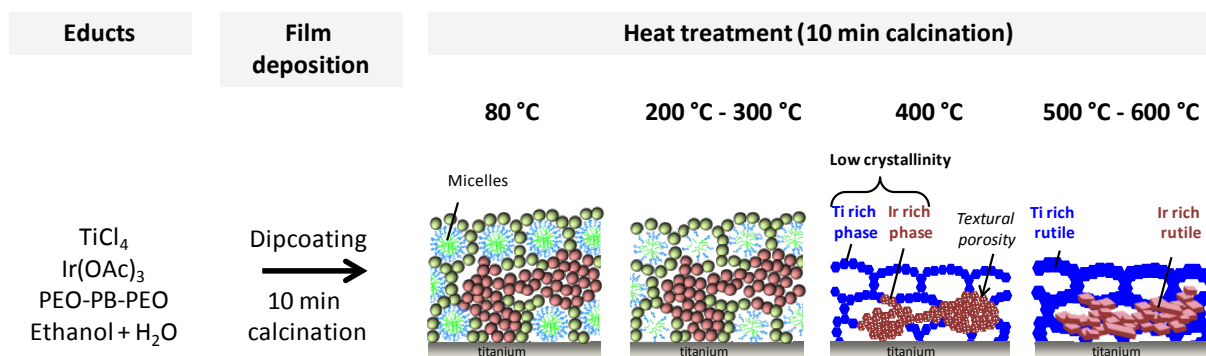 Educts
Film
deposition
Heat treatment (10 min calcination)
80 °C
200 °C - 300 °C
400 °C
500 °C - 600 °C
Low crystallinity
Micelles
Ti rich
phase
Ir rich
phase
Textural
porosity
Ti rich
rutile
Ir rich
rutile
TiCl₄
Ir(OAc)₃
PEO-PB-PEO
Ethanol + H₂O
Dipcoating
10 min
calcination
titanium
titanium
titanium
titanium